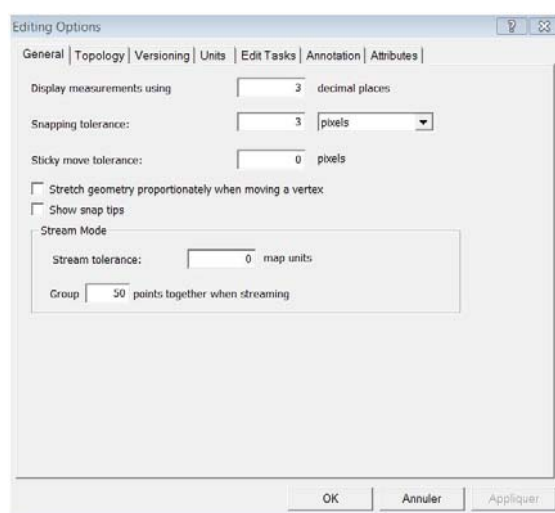 Editing Options
General Topology Versioning Units Edit Tasks Annotation Attributes
Display measurements using 3 decimal places
Snapping tolerance: 3 pixels
Sticky move tolerance: 0 pixels
Stretch geometry proportionately when moving a vertex
Show snap tips
Stream Mode
Stream tolerance: 0 map units
Group 50 points together when streaming
OK Annuler Appliquer